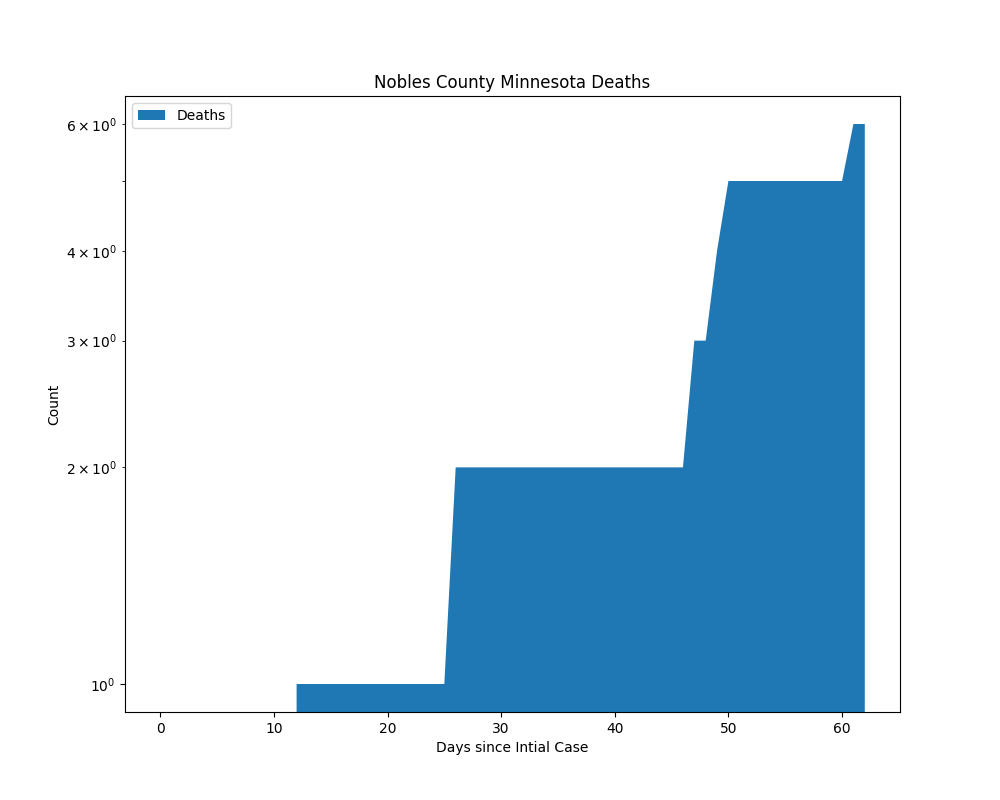 Nobles County Minnesota Deaths
Deaths
6 × 10⁰
4 × 10⁰
3 × 10⁰
2 × 10⁰
10⁰
Count
0 10 20 30 40 50 60
Days since Intial Case